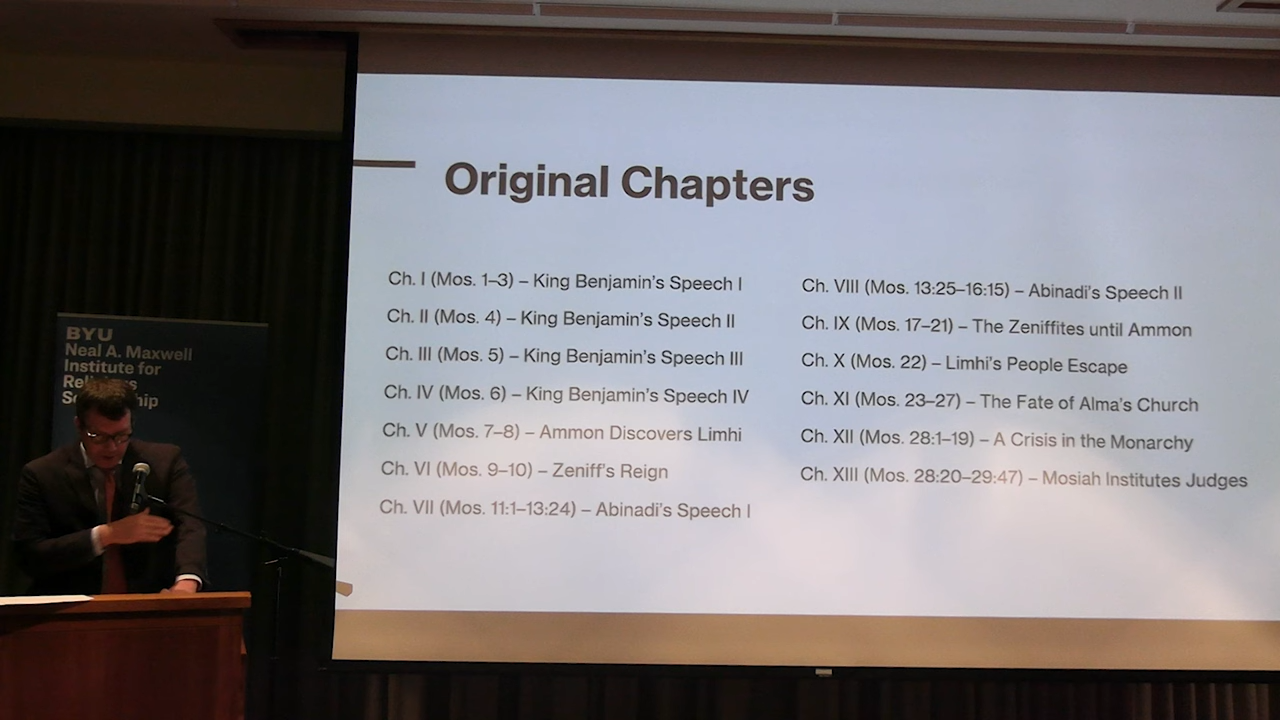 Original Chapters
Ch. I (Mos. 1–3) – King Benjamin's Speech I
Ch. II (Mos. 4) – King Benjamin's Speech II
Ch. III (Mos. 5) – King Benjamin's Speech III
Ch. IV (Mos. 6) – King Benjamin's Speech IV
Ch. V (Mos. 7–8) – Ammon Discovers Limhi
Ch. VI (Mos. 9–10) – Zeniff's Reign
Ch. VII (Mos. 11:1–13:24) – Abinadi's Speech I
Ch. VIII (Mos. 13:25–16:15) – Abinadi's Speech II
Ch. IX (Mos. 17–21) – The Zeniffites until Ammon
Ch. X (Mos. 22) – Limhi's People Escape
Ch. XI (Mos. 23–27) – The Fate of Alma's Church
Ch. XII (Mos. 28:1–19) – A Crisis in the Monarchy
Ch. XIII (Mos. 28:20–29:47) – Mosiah Institutes Judges
BYU
Neal A. Maxwell
Institute for